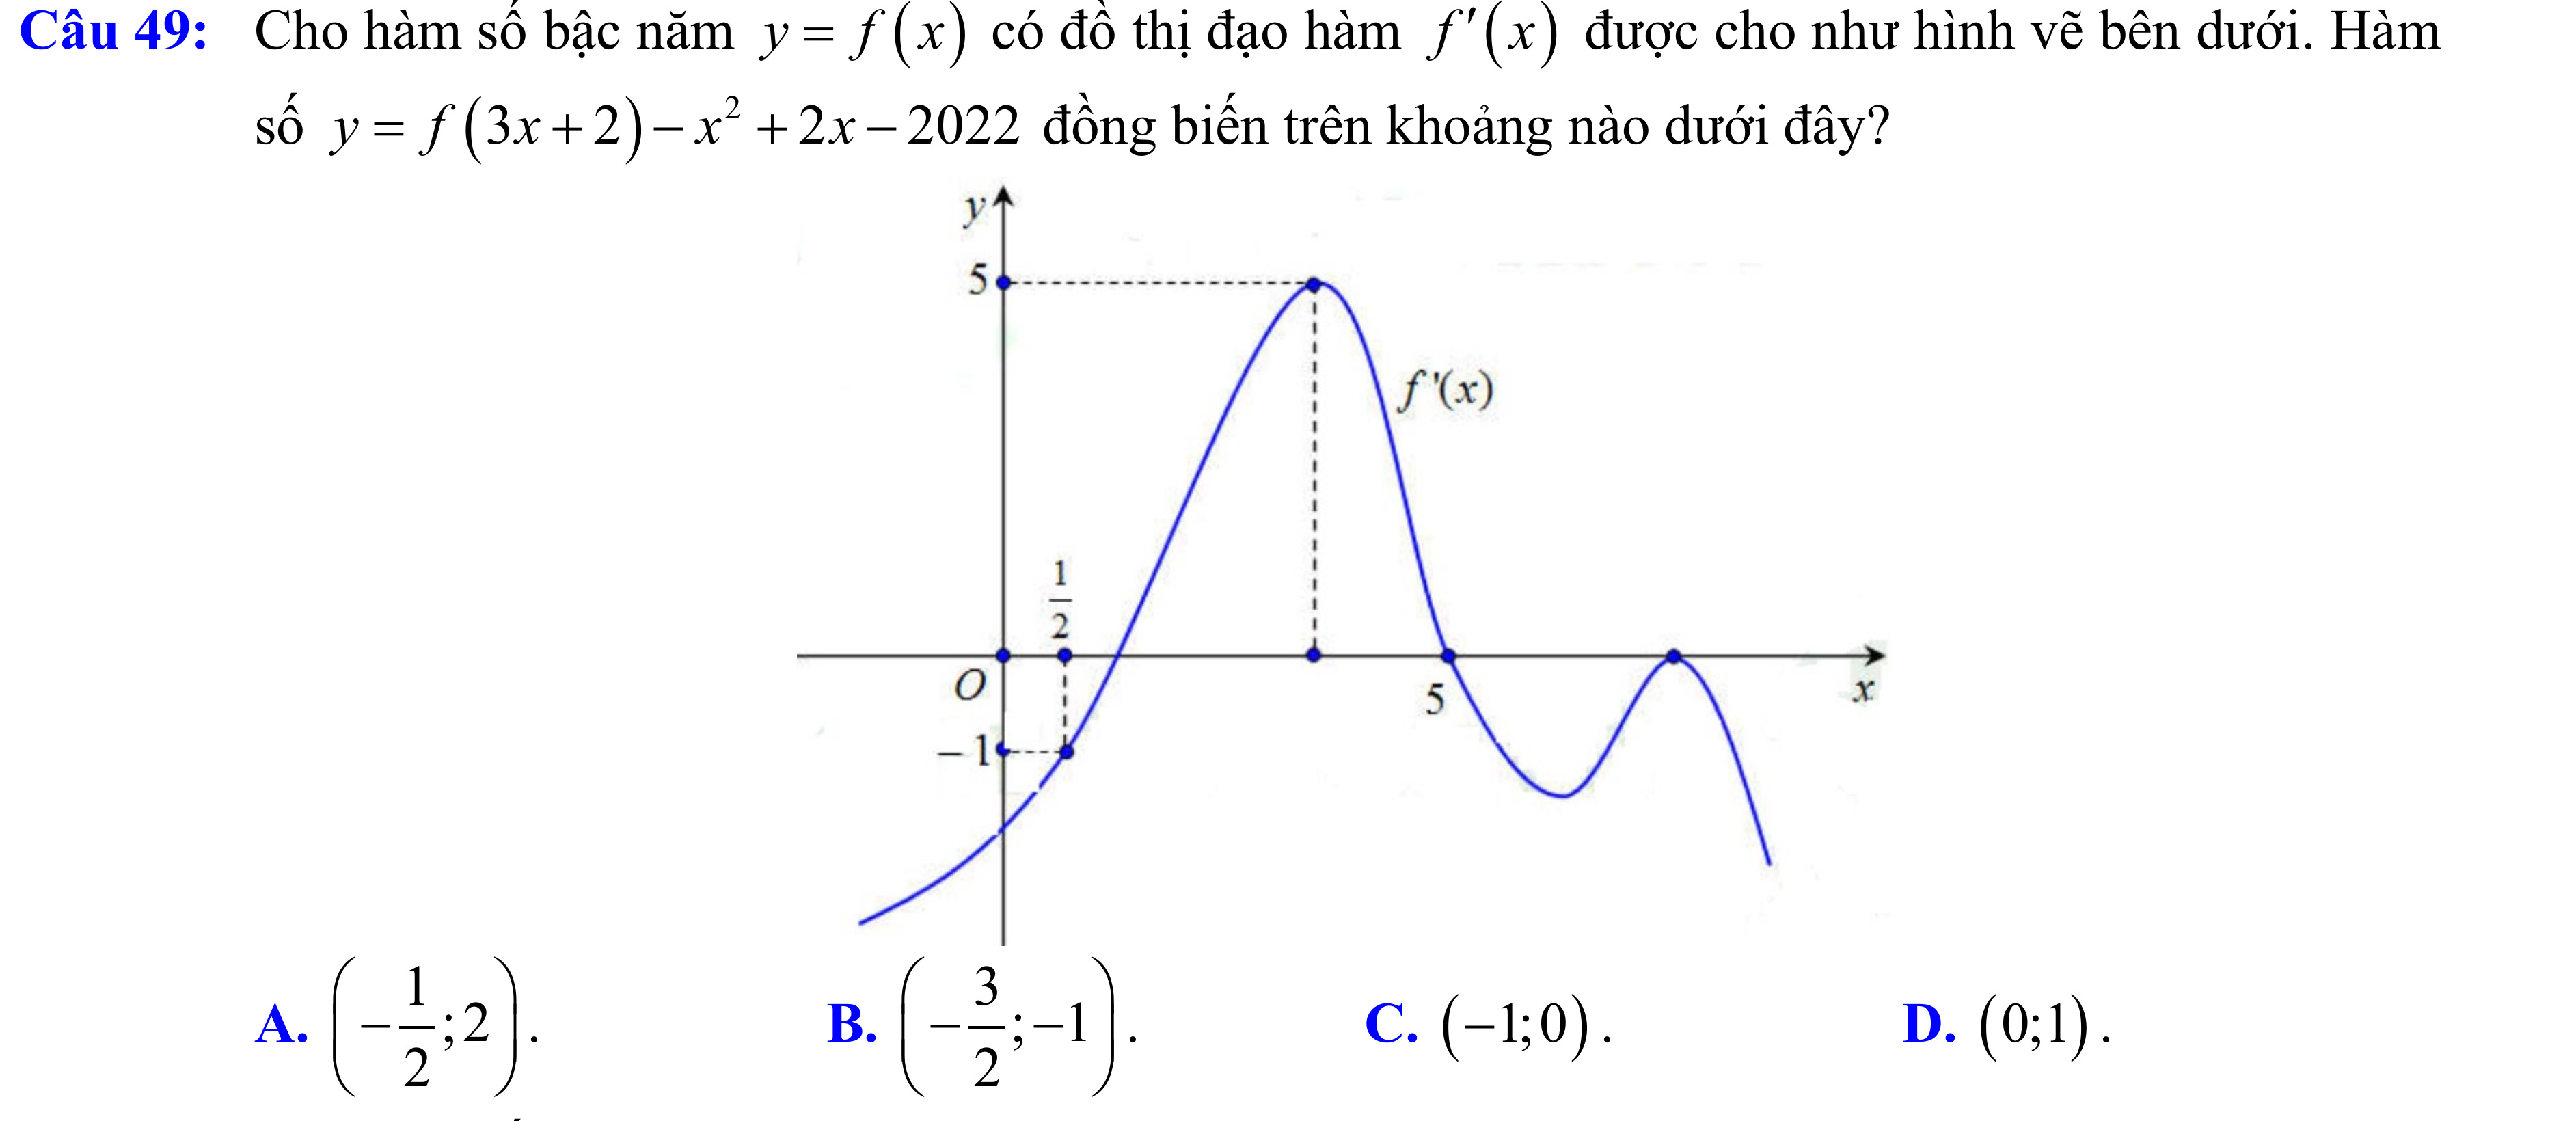 Câu 49: Cho hàm số bậc năm y = f(x) có đồ thị đạo hàm f′(x) được cho như hình vẽ bên dưới. Hàm
số y = f(3x+2) − x² + 2x − 2022 đồng biến trên khoảng nào dưới đây?
y
5
f'(x)
1/2
O
5
x
−1
A. (−1/2; 2). B. (−3/2; −1). C. (−1;0). D. (0;1).